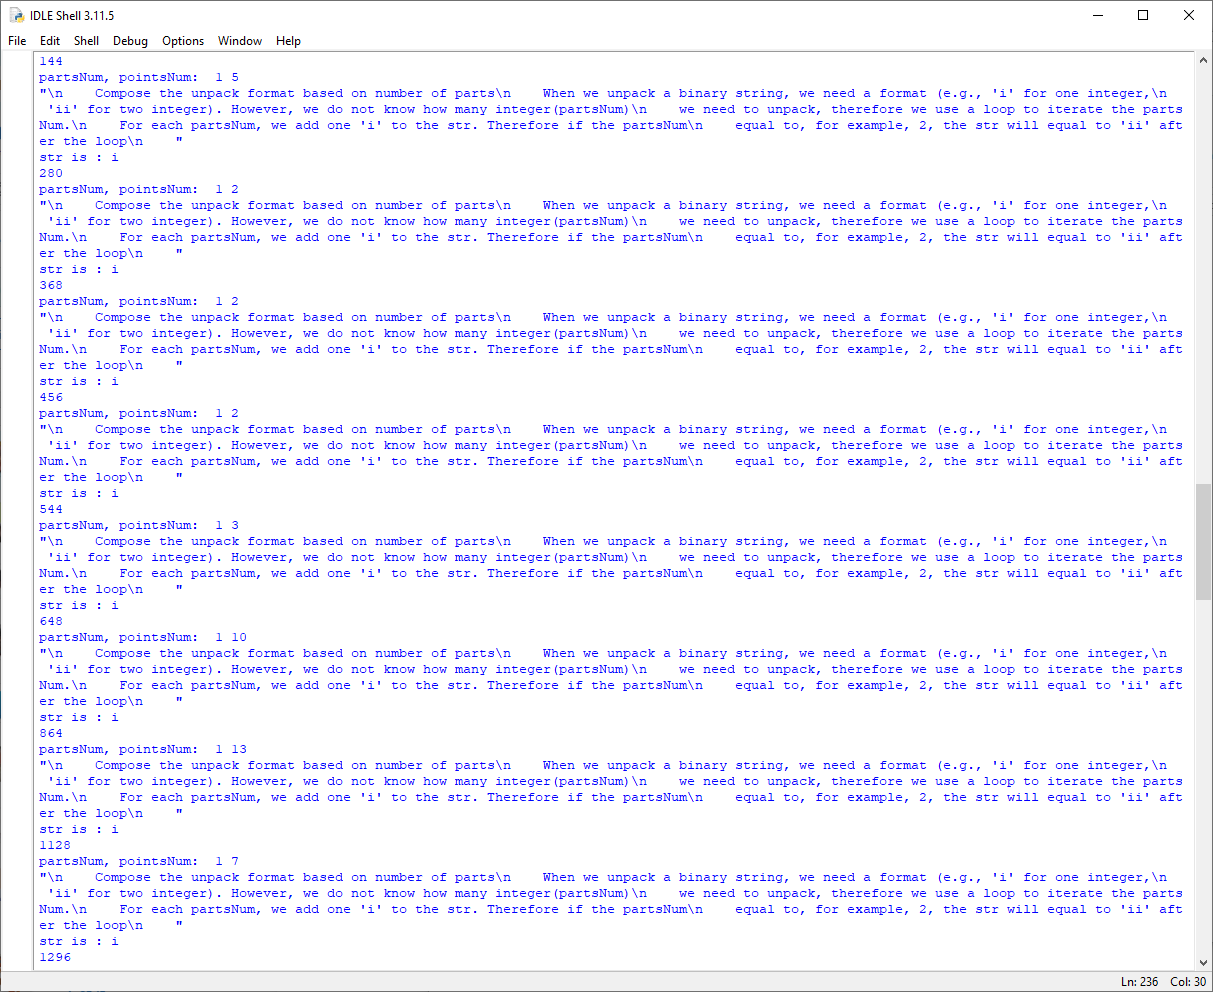 IDLE Shell 3.11.5
File Edit Shell Debug Options Window Help
144
partsNum, pointsNum:  1 5
"\n    Compose the unpack format based on number of parts\n    When we unpack a binary string, we need a format (e.g., 'i' for one integer,\n
 'ii' for two integer). However, we do not know how many integer(partsNum)\n    we need to unpack, therefore we use a loop to iterate the parts
Num.\n    For each partsNum, we add one 'i' to the str. Therefore if the partsNum\n    equal to, for example, 2, the str will equal to 'ii' aft
er the loop\n    "
str is : i
280
partsNum, pointsNum:  1 2
"\n    Compose the unpack format based on number of parts\n    When we unpack a binary string, we need a format (e.g., 'i' for one integer,\n
 'ii' for two integer). However, we do not know how many integer(partsNum)\n    we need to unpack, therefore we use a loop to iterate the parts
Num.\n    For each partsNum, we add one 'i' to the str. Therefore if the partsNum\n    equal to, for example, 2, the str will equal to 'ii' aft
er the loop\n    "
str is : i
368
partsNum, pointsNum:  1 2
"\n    Compose the unpack format based on number of parts\n    When we unpack a binary string, we need a format (e.g., 'i' for one integer,\n
 'ii' for two integer). However, we do not know how many integer(partsNum)\n    we need to unpack, therefore we use a loop to iterate the parts
Num.\n    For each partsNum, we add one 'i' to the str. Therefore if the partsNum\n    equal to, for example, 2, the str will equal to 'ii' aft
er the loop\n    "
str is : i
456
partsNum, pointsNum:  1 2
"\n    Compose the unpack format based on number of parts\n    When we unpack a binary string, we need a format (e.g., 'i' for one integer,\n
 'ii' for two integer). However, we do not know how many integer(partsNum)\n    we need to unpack, therefore we use a loop to iterate the parts
Num.\n    For each partsNum, we add one 'i' to the str. Therefore if the partsNum\n    equal to, for example, 2, the str will equal to 'ii' aft
er the loop\n    "
str is : i
544
partsNum, pointsNum:  1 3
"\n    Compose the unpack format based on number of parts\n    When we unpack a binary string, we need a format (e.g., 'i' for one integer,\n
 'ii' for two integer). However, we do not know how many integer(partsNum)\n    we need to unpack, therefore we use a loop to iterate the parts
Num.\n    For each partsNum, we add one 'i' to the str. Therefore if the partsNum\n    equal to, for example, 2, the str will equal to 'ii' aft
er the loop\n    "
str is : i
648
partsNum, pointsNum:  1 10
"\n    Compose the unpack format based on number of parts\n    When we unpack a binary string, we need a format (e.g., 'i' for one integer,\n
 'ii' for two integer). However, we do not know how many integer(partsNum)\n    we need to unpack, therefore we use a loop to iterate the parts
Num.\n    For each partsNum, we add one 'i' to the str. Therefore if the partsNum\n    equal to, for example, 2, the str will equal to 'ii' aft
er the loop\n    "
str is : i
864
partsNum, pointsNum:  1 13
"\n    Compose the unpack format based on number of parts\n    When we unpack a binary string, we need a format (e.g., 'i' for one integer,\n
 'ii' for two integer). However, we do not know how many integer(partsNum)\n    we need to unpack, therefore we use a loop to iterate the parts
Num.\n    For each partsNum, we add one 'i' to the str. Therefore if the partsNum\n    equal to, for example, 2, the str will equal to 'ii' aft
er the loop\n    "
str is : i
1128
partsNum, pointsNum:  1 7
"\n    Compose the unpack format based on number of parts\n    When we unpack a binary string, we need a format (e.g., 'i' for one integer,\n
 'ii' for two integer). However, we do not know how many integer(partsNum)\n    we need to unpack, therefore we use a loop to iterate the parts
Num.\n    For each partsNum, we add one 'i' to the str. Therefore if the partsNum\n    equal to, for example, 2, the str will equal to 'ii' aft
er the loop\n    "
str is : i
1296
Ln: 236 Col: 30